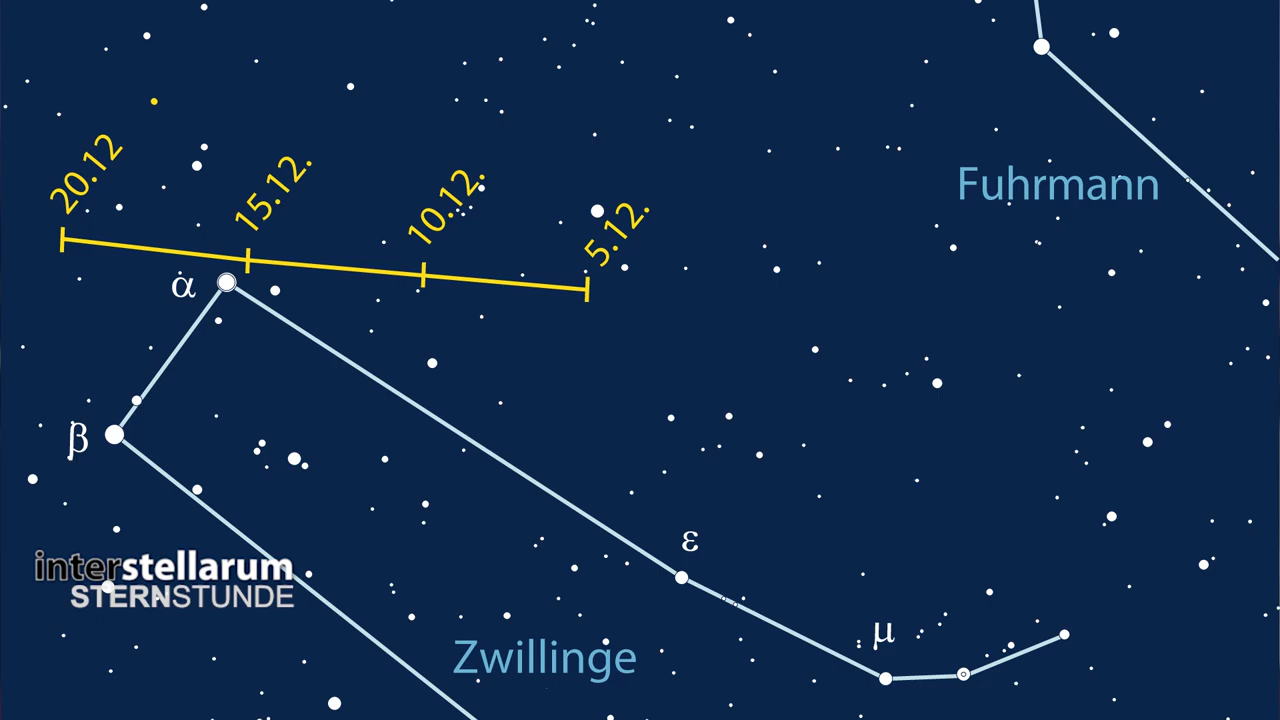 20.12
15.12.
10.12.
5.12.
Fuhrmann
α
β
ε
interstellarum
STERNSTUNDE
μ
Zwillinge